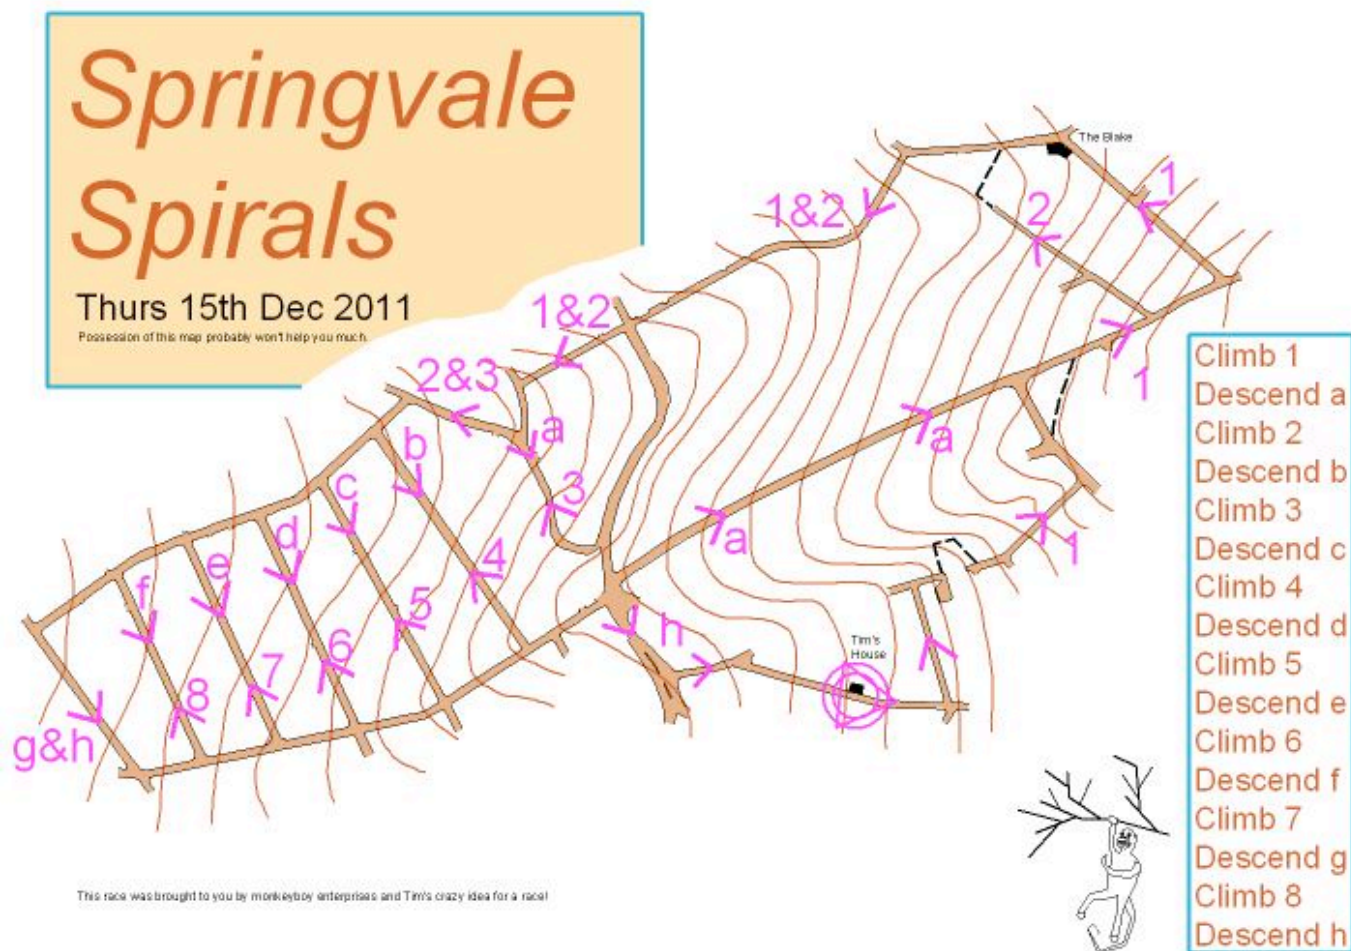 Springvale
Spirals
Thurs 15th Dec 2011
Possession of this map probably won't help you much.
The Blake
1
1&2
2
1&2
1
2&3
a
a
b
3
c
a
1
d
4
e
5
f
h
6
Tim's
House
7
8
g&h
Climb 1
Descend a
Climb 2
Descend b
Climb 3
Descend c
Climb 4
Descend d
Climb 5
Descend e
Climb 6
Descend f
Climb 7
Descend g
Climb 8
Descend h
This race was brought to you by monkeyboy enterprises and Tim's crazy idea for a race!